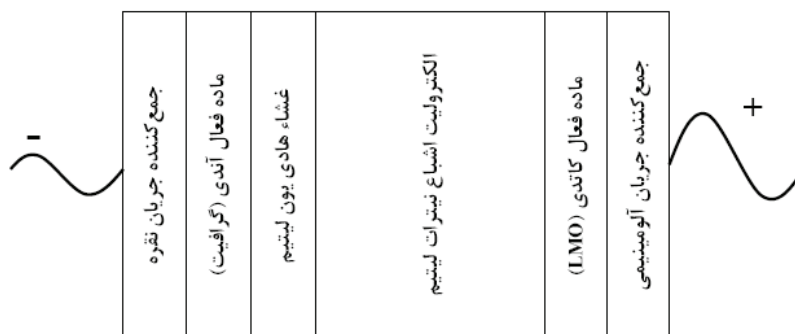 -
جمع‌کننده جریان نقره
ماده فعال آندی (گرافیت)
غشاء هادی یون لیتیم
الکترولیت اشباع نیترات لیتیم
ماده فعال کاتدی (LMO)
جمع‌کننده جریان آلومینیمی
+